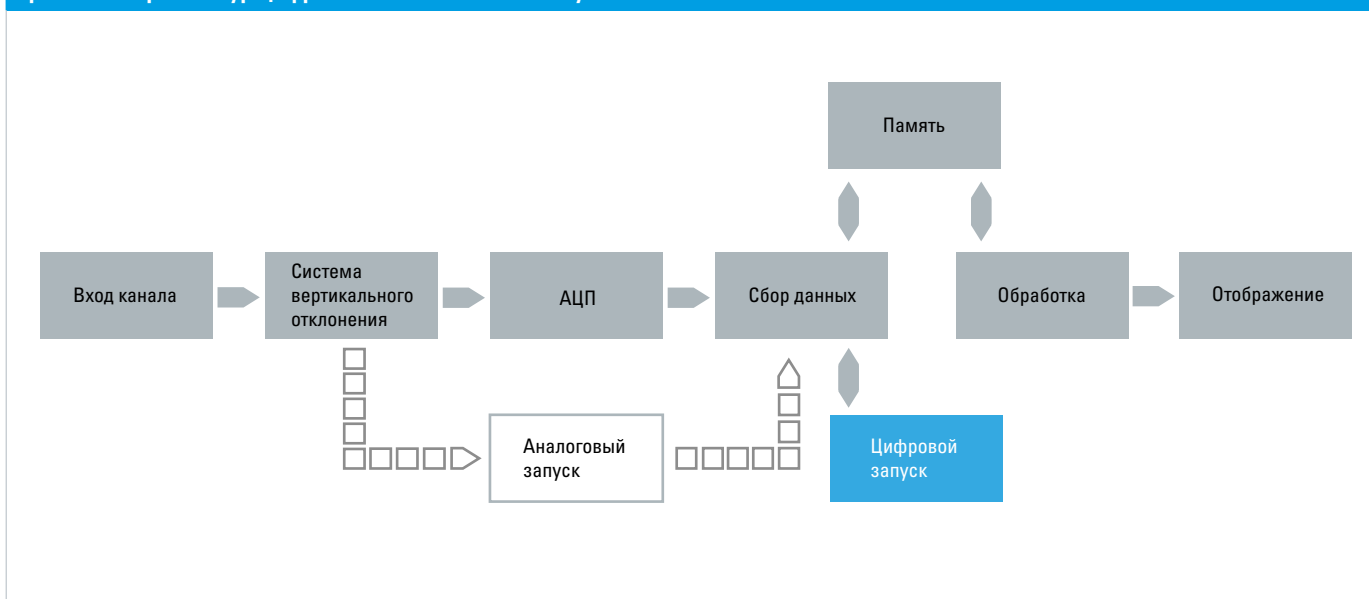 Память
Вход канала
Система
вертикального
отклонения
АЦП
Сбор данных
Обработка
Отображение
Аналоговый
запуск
Цифровой
запуск